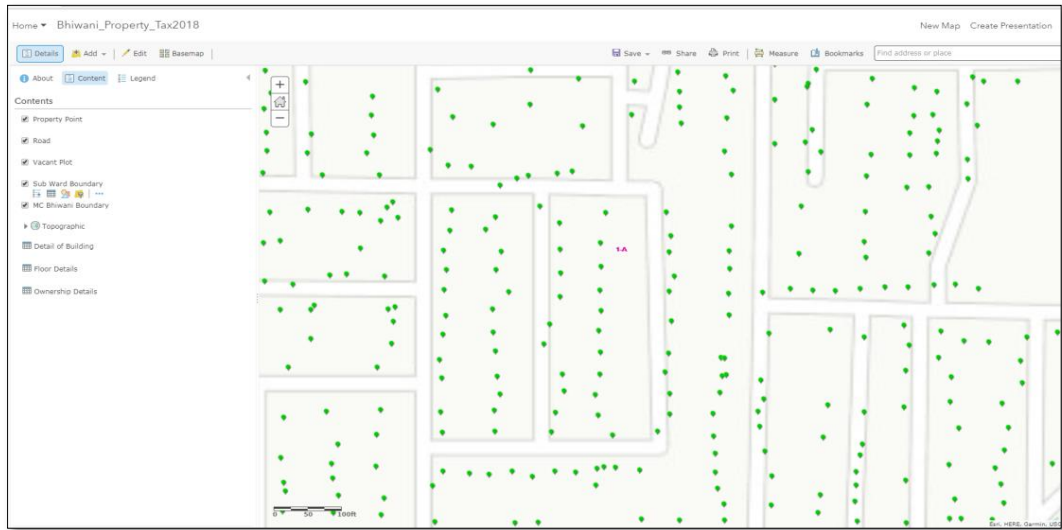 Home Bhiwani_Property_Tax2018 New Map Create Presentation
Details Add Edit Basemap Save Share Print Measure Bookmarks Find address or place
About Content Legend
Contents
Property Point
Road
Vacant Plot
Sub Ward Boundary
MC Bhiwani Boundary
Topographic
Detail of Building
Floor Details
Ownership Details
1-A
0 50 100ft
Esri, HERE, Garmin,